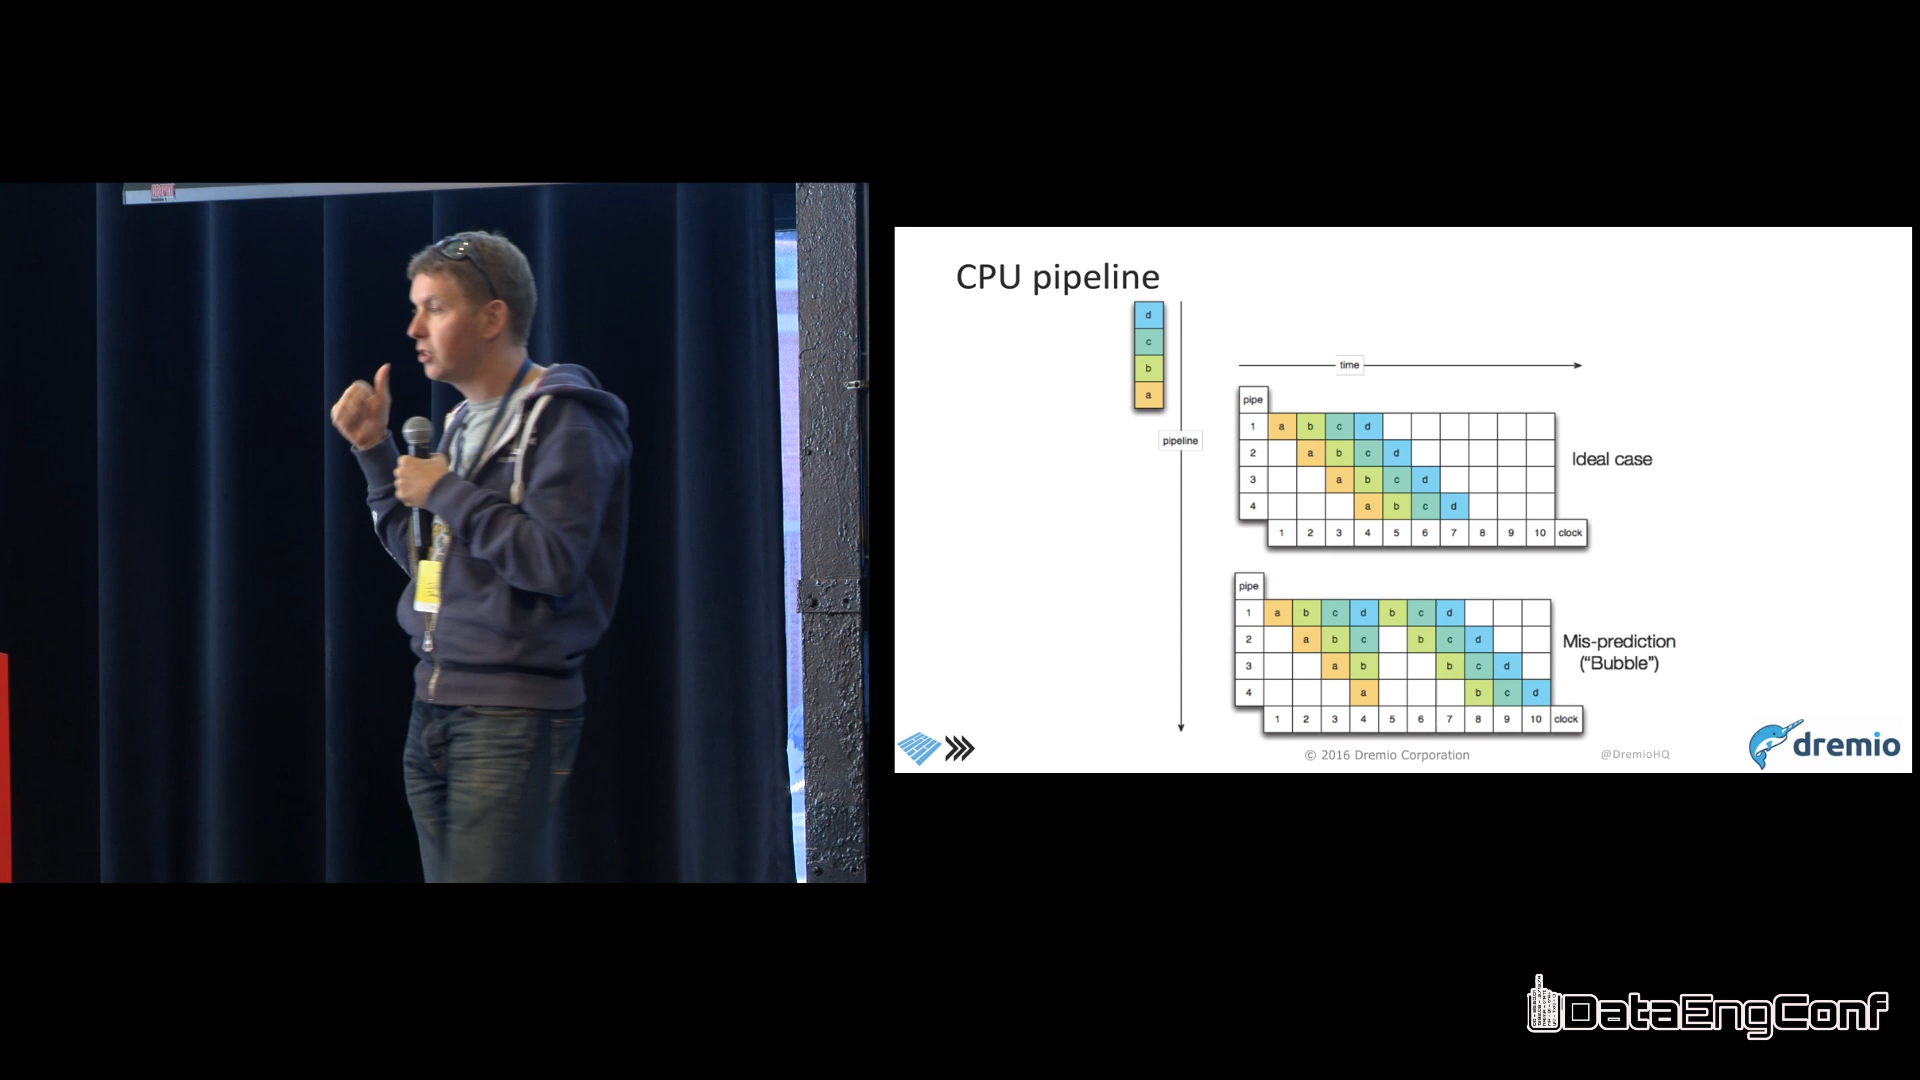 CPU pipeline
d
c
b
a
pipeline
time
pipe
1 a b c d
2 a b c d
3 a b c d
4 a b c d
1 2 3 4 5 6 7 8 9 10 clock
Ideal case
pipe
1 a b c d b c d
2 a b c b c d
3 a b b c d
4 a b c d
1 2 3 4 5 6 7 8 9 10 clock
Mis-prediction
(“Bubble”)
© 2016 Dremio Corporation
@DremioHQ
dremio
DataEngConf